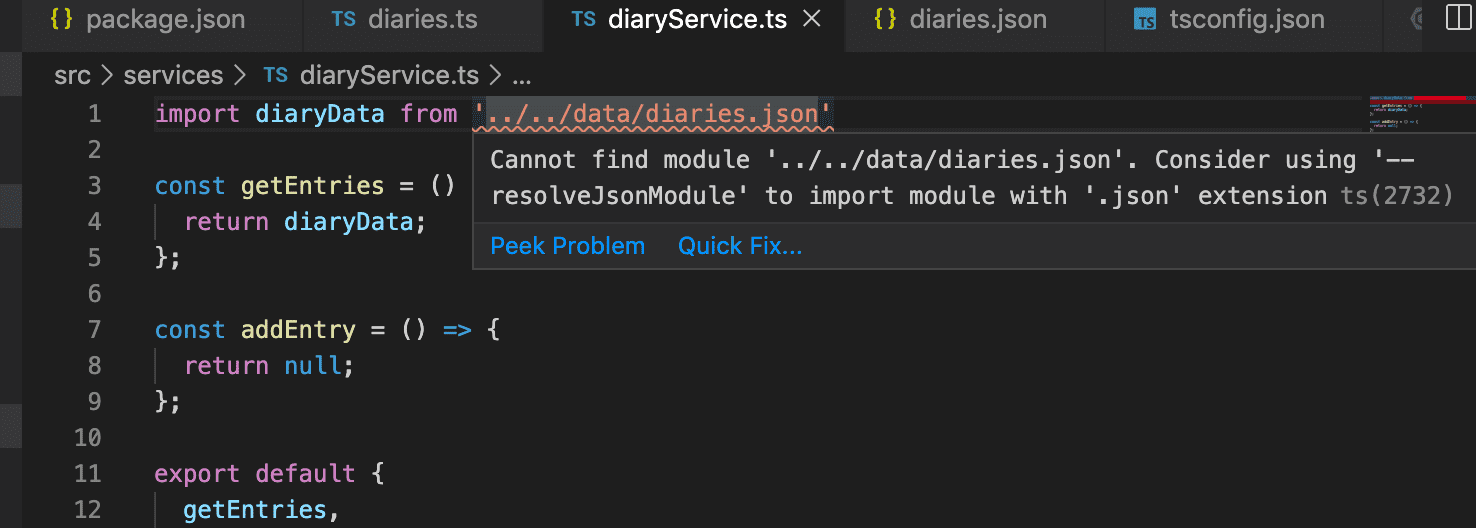 {} package.json TS diaries.ts TS diaryService.ts × {} diaries.json TS tsconfig.json
src > services > TS diaryService.ts > ...
1 import diaryData from '../../data/diaries.json'
2
Cannot find module '../../data/diaries.json'. Consider using '--
3 const getEntries = ()
resolveJsonModule' to import module with '.json' extension ts(2732)
4 return diaryData;
5 };
Peek Problem Quick Fix...
6
7 const addEntry = () => {
8 return null;
9 };
10
11 export default {
12 getEntries,